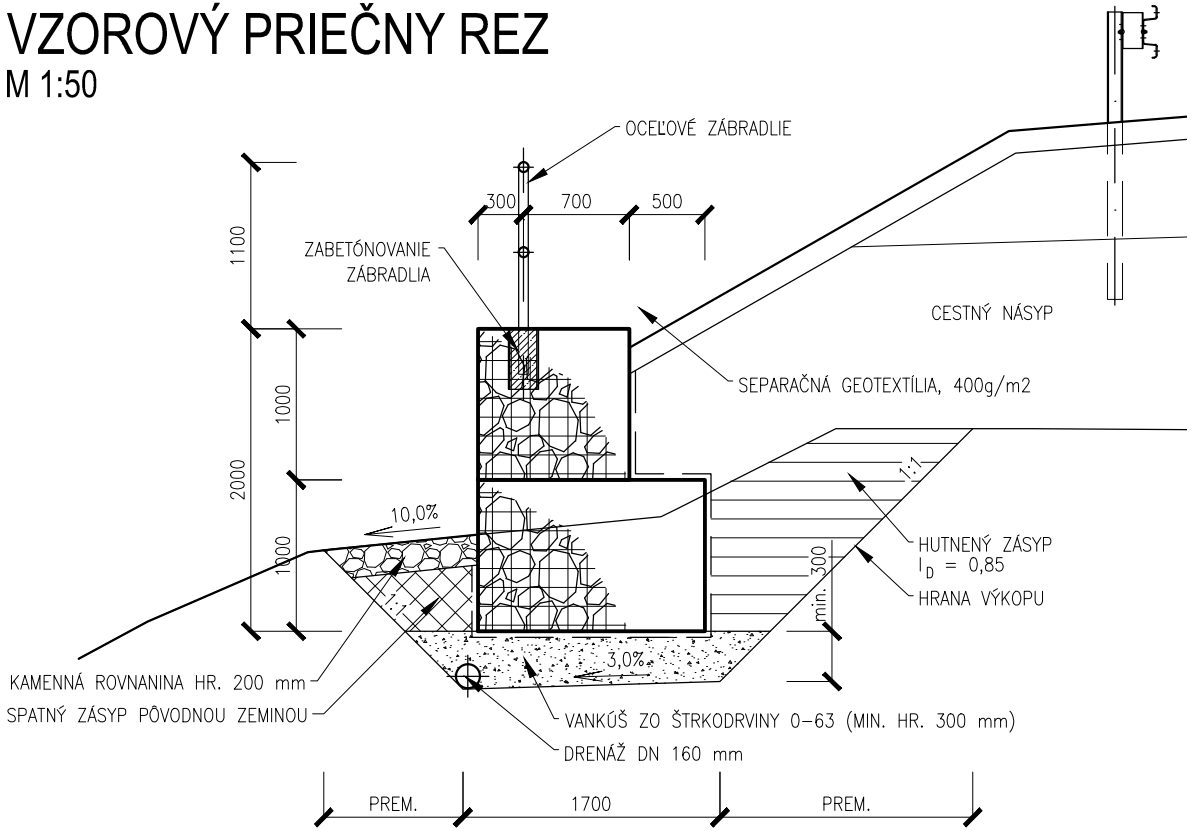 VZOROVÝ PRIEČNY REZ
M 1:50
OCEĽOVÉ ZÁBRADLIE
300
700
500
1100
ZABETÓNOVANIE
ZÁBRADLIA
CESTNÝ NÁSYP
SEPARAČNÁ GEOTEXTÍLIA, 400g/m2
1000
2000
1:1
10,0%
1000
HUTNENÝ ZÁSYP
ID = 0,85
HRANA VÝKOPU
min. 300
1:1
3,0%
KAMENNÁ ROVNANINA HR. 200 mm
SPATNÝ ZÁSYP PÔVODNOU ZEMINOU
VANKÚŠ ZO ŠTRKODRVINY 0-63 (MIN. HR. 300 mm)
DRENÁŽ DN 160 mm
PREM.
1700
PREM.